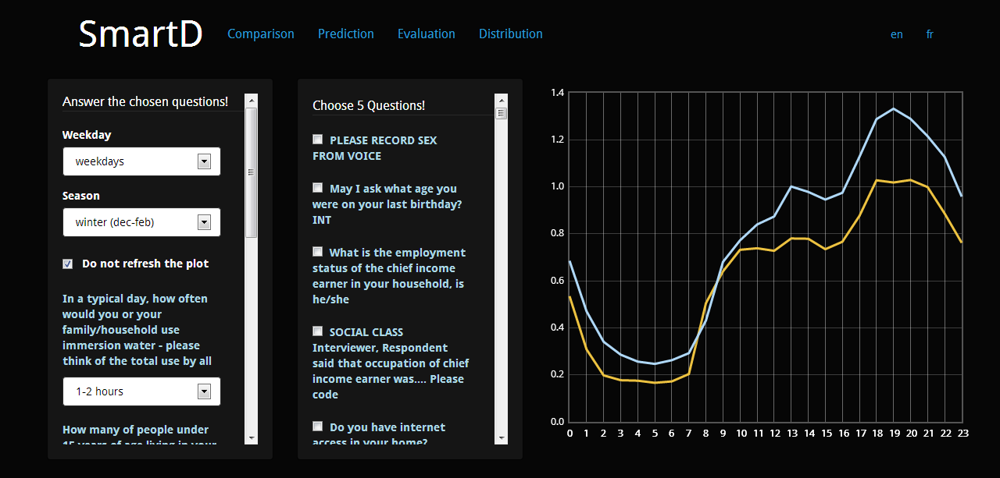 SmartD
Comparison
Prediction
Evaluation
Distribution
en
fr
Answer the chosen questions!
Weekday
weekdays
Season
winter (dec-feb)
Do not refresh the plot
In a typical day, how often
would you or your
family/household use
immersion water - please
think of the total use by all
1-2 hours
How many of people under
15 years of age living in your
Choose 5 Questions!
PLEASE RECORD SEX
FROM VOICE
May I ask what age you
were on your last birthday?
INT
What is the employment
status of the chief income
earner in your household, is
he/she
SOCIAL CLASS
Interviewer, Respondent
said that occupation of chief
income earner was.... Please
code
Do you have internet
access in your home?
1.4
1.2
1.0
0.8
0.6
0.4
0.2
0.0
0 1 2 3 4 5 6 7 8 9 10 11 12 13 14 15 16 17 18 19 20 21 22 23